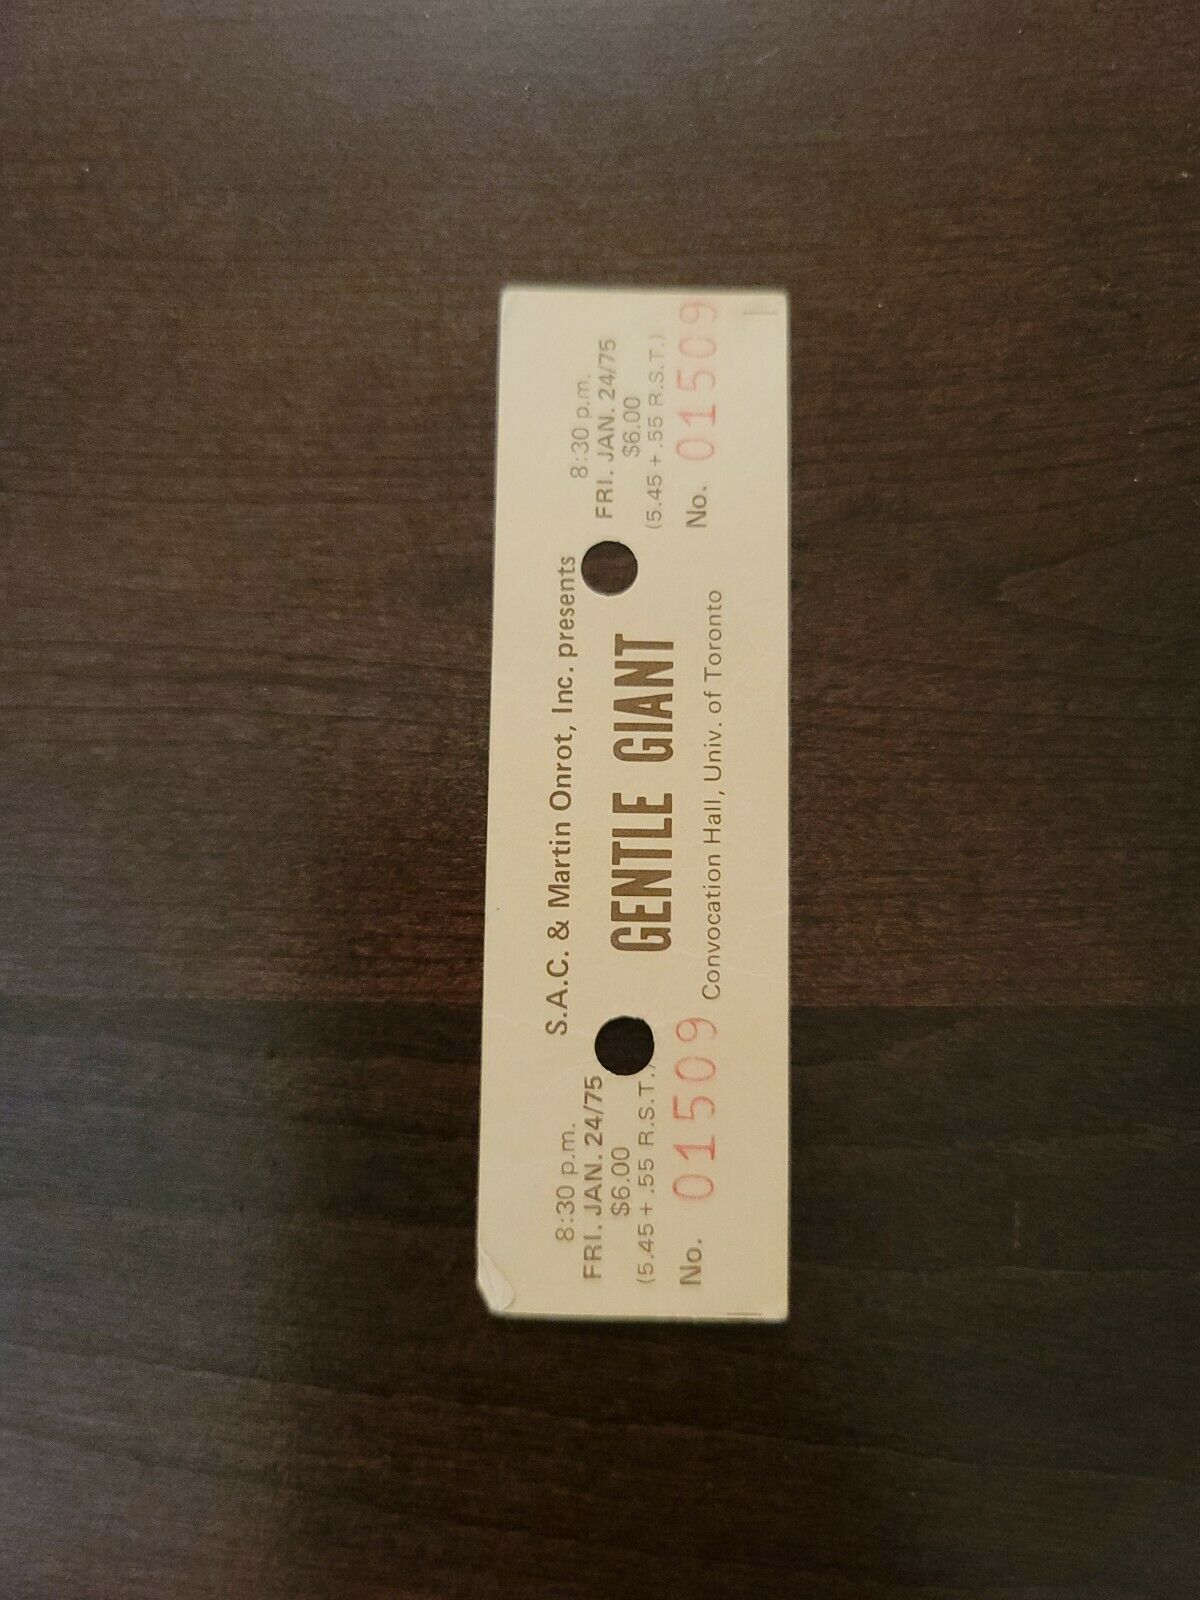 8:30 p.m.
FRI. JAN. 24/75
$6.00
(5.45 + .55 R.S.T.)
No. 01509
S.A.C. & Martin Onrot, Inc. presents
GENTLE GIANT
Convocation Hall, Univ. of Toronto
8:30 p.m.
FRI. JAN. 24/75
$6.00
(5.45 + .55 R.S.T.)
No. 01509